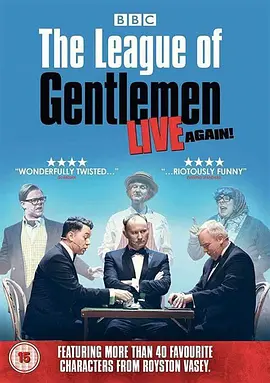 BBC
The League of
Gentlemen
LIVE
AGAIN!
★★★★
"WONDERFULLY TWISTED..."
★★★★
"...RIOTOUSLY FUNNY"
15
FEATURING MORE THAN 40 FAVOURITE
CHARACTERS FROM ROYSTON VASEY.